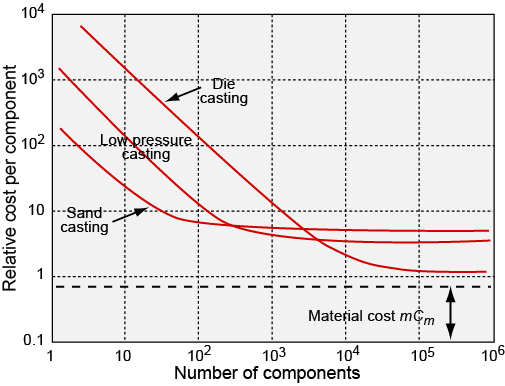 Relative cost per component
10⁴
10³
10²
10
1
0.1
Die
casting
Low pressure
casting
Sand
casting
Material cost mCₘ
1 10 10² 10³ 10⁴ 10⁵ 10⁶
Number of components